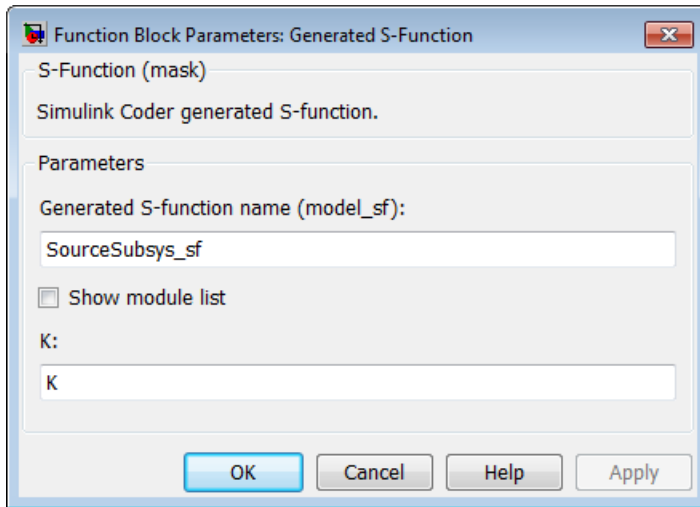 Function Block Parameters: Generated S-Function
S-Function (mask)
Simulink Coder generated S-function.
Parameters
Generated S-function name (model_sf):
SourceSubsys_sf
Show module list
K:
K
OK Cancel Help Apply